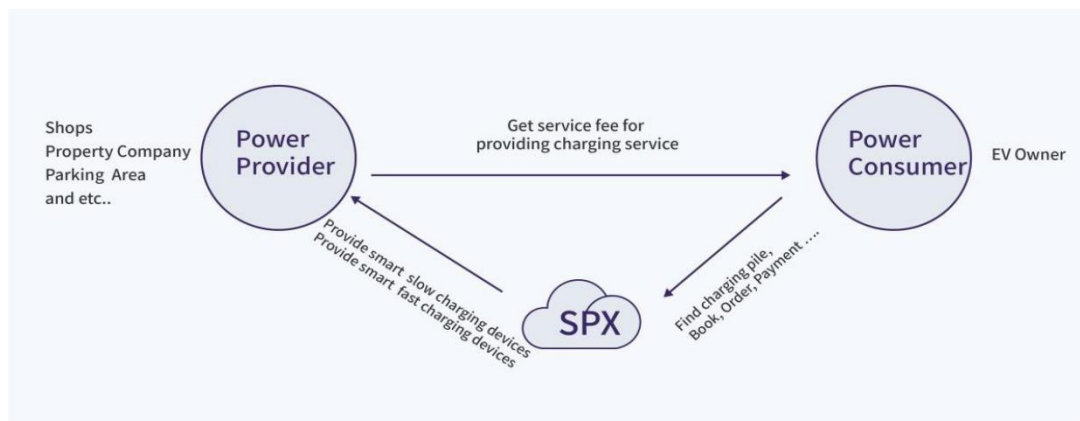 Shops
Property Company
Parking Area
and etc..
Power
Provider
Get service fee for
providing charging service
Power
Consumer
EV Owner
Provide smart slow charging devices
Provide smart fast charging devices
SPX
Find charging pile,
Book, Order, Payment ....